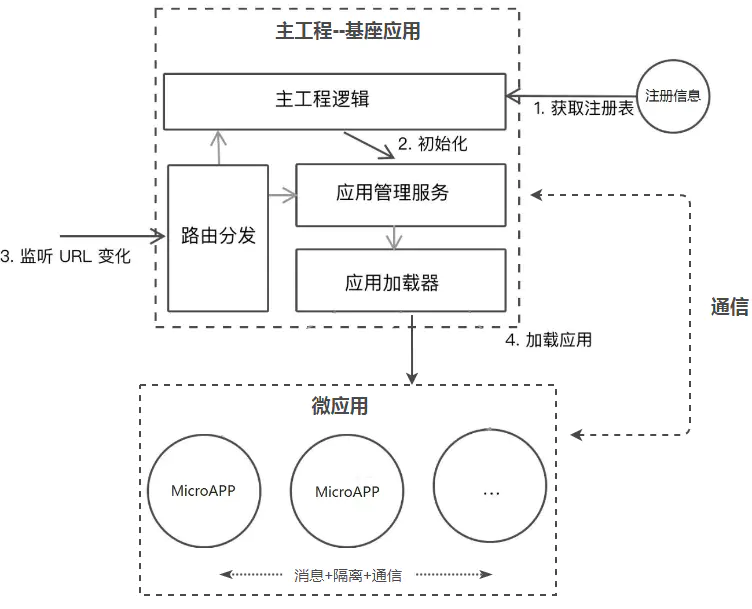 主工程--基座应用
主工程逻辑
注册信息
1. 获取注册表
2. 初始化
应用管理服务
路由分发
3. 监听 URL 变化
应用加载器
通信
4. 加载应用
微应用
MicroAPP
MicroAPP
...
消息+隔离+通信